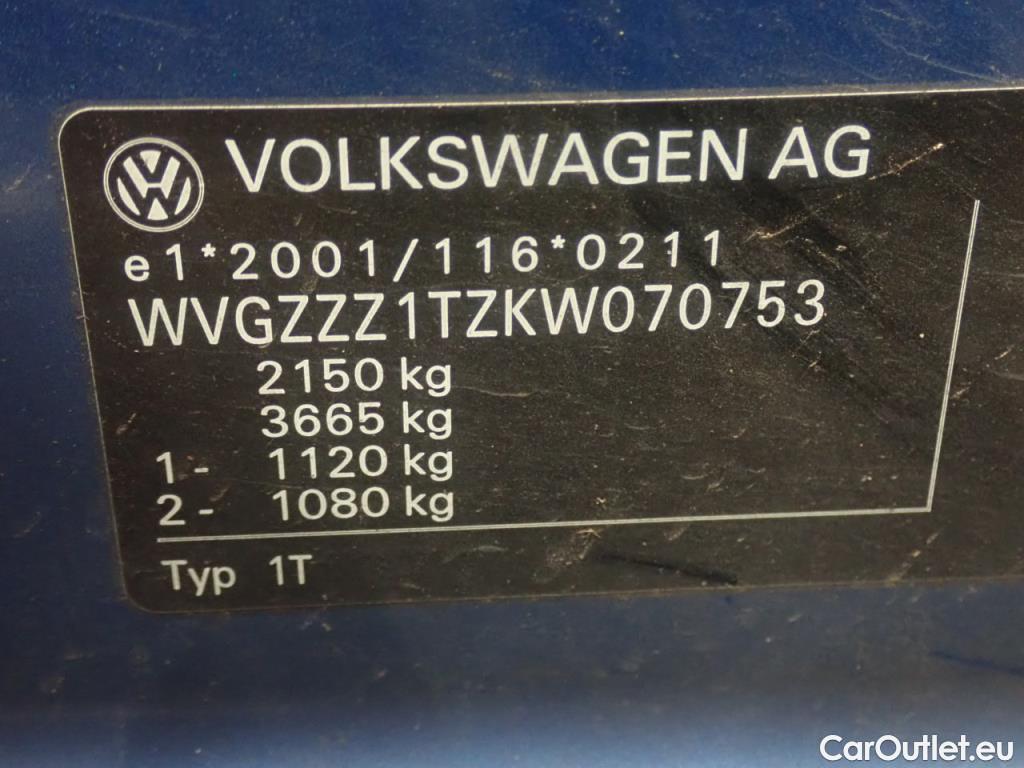 VW VOLKSWAGEN AG
e1*2001/116*0211
WVGZZZ1TZKW070753
2150 kg
3665 kg
1- 1120 kg
2- 1080 kg
Typ 1T
CarOutlet.eu